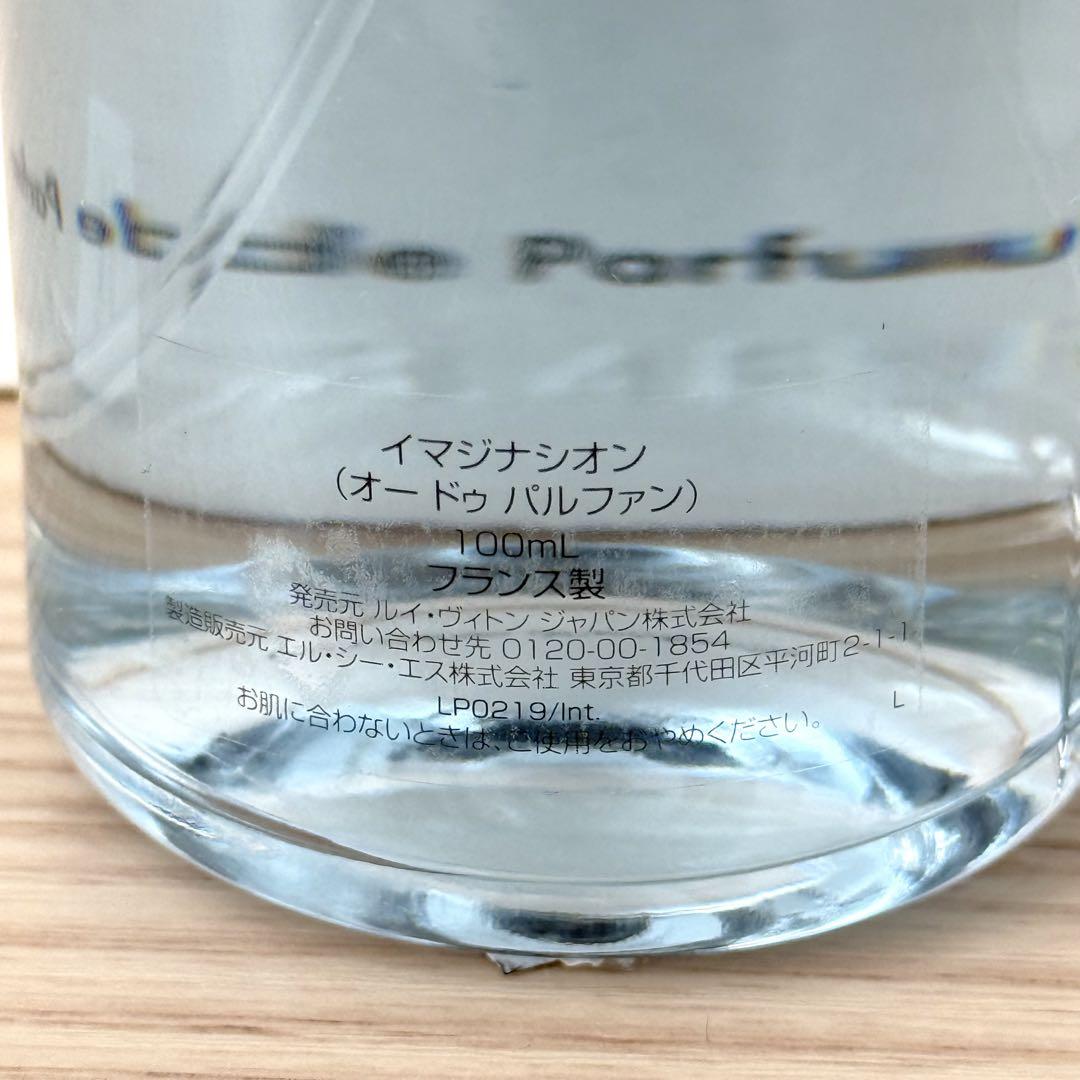 de Parfum
イマジナシオン
（オー ドゥ パルファン）
100mL
フランス製
発売元 ルイ・ヴィトン ジャパン株式会社
お問い合わせ先 0120-00-1854
製造販売元 エル・シー・エス株式会社 東京都千代田区平河町2-1-1
LP0219/Int.
L
お肌に合わないときは、ご使用をおやめください。